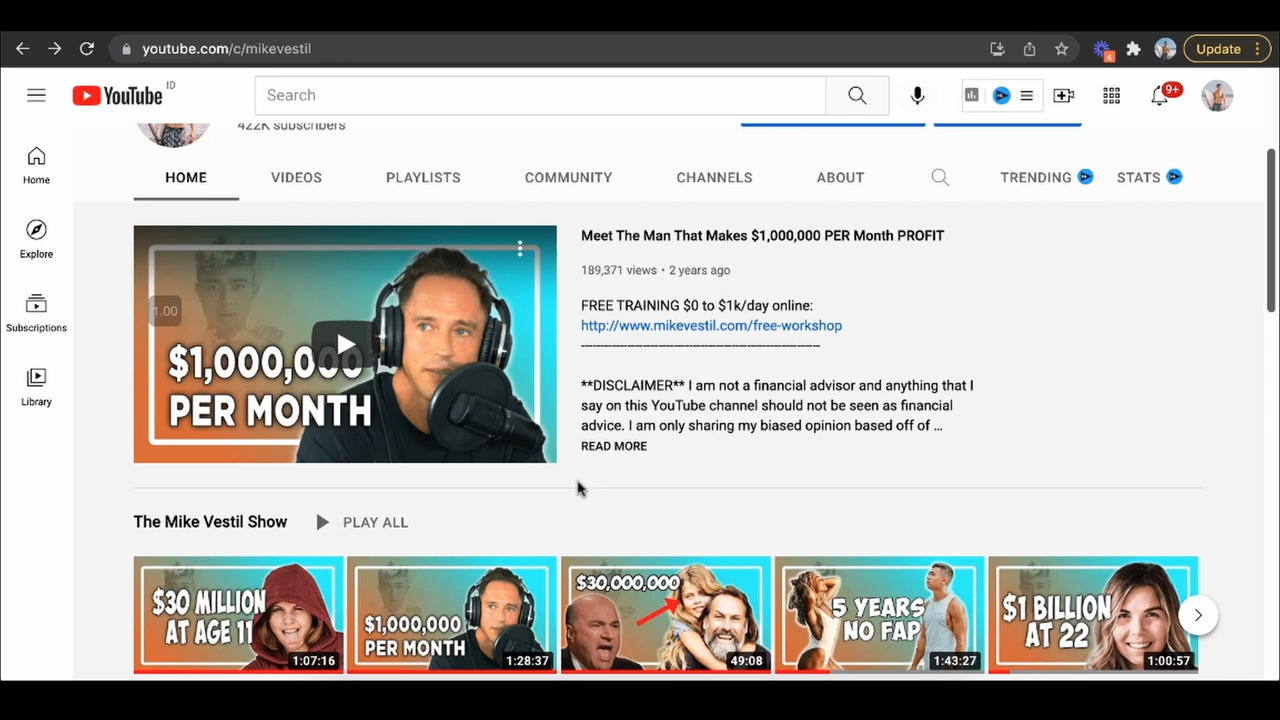 youtube.com/c/mikevestil
4
Update
YouTube
ID
Search
9+
422K subscribers
Home
Explore
Subscriptions
Library
HOME
VIDEOS
PLAYLISTS
COMMUNITY
CHANNELS
ABOUT
TRENDING
STATS
1.00
$1,000,000
PER MONTH
Meet The Man That Makes $1,000,000 PER Month PROFIT
189,371 views • 2 years ago
FREE TRAINING $0 to $1k/day online:
http://www.mikevestil.com/free-workshop
------------------------------------------------------------
**DISCLAIMER** I am not a financial advisor and anything that I
say on this YouTube channel should not be seen as financial
advice. I am only sharing my biased opinion based off of ...
READ MORE
The Mike Vestil Show
PLAY ALL
$30 MILLION
AT AGE 11
1:07:16
$1,000,000
PER MONTH
1:28:37
$30,000,000
49:08
5 YEARS
NO FAP
1:43:27
$1 BILLION
AT 22
1:00:57